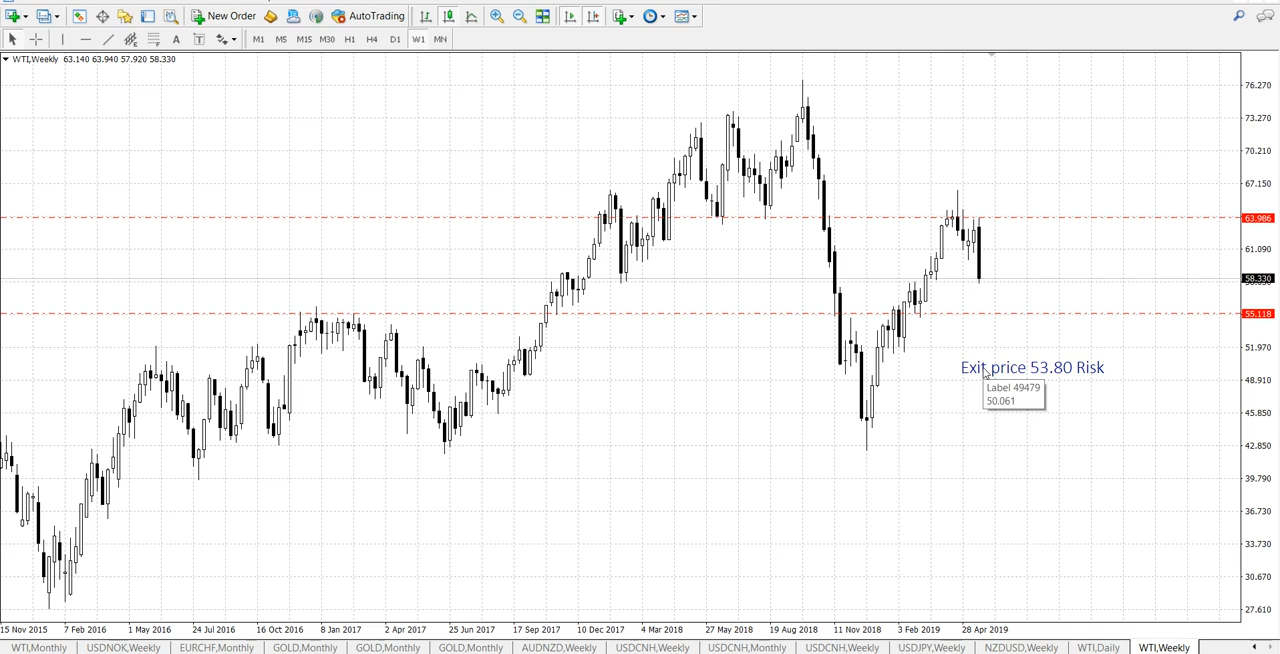 New Order
AutoTrading
A
T
M1 M5 M15 M30 H1 H4 D1 W1 MN
WTI,Weekly 63.140 63.940 57.920 58.330
76.270
73.270
70.210
67.150
63.986
61.090
58.330
55.118
51.970
48.910
45.850
42.850
39.790
36.730
33.730
30.670
27.610
Exit price 53.80 Risk
Label 49479
50.061
15 Nov 2015 7 Feb 2016 1 May 2016 24 Jul 2016 16 Oct 2016 8 Jan 2017 2 Apr 2017 25 Jun 2017 17 Sep 2017 10 Dec 2017 4 Mar 2018 27 May 2018 19 Aug 2018 11 Nov 2018 3 Feb 2019 28 Apr 2019
WTI,Monthly USDNOK,Weekly EURCHF,Monthly GOLD,Monthly GOLD,Monthly GOLD,Monthly AUDNZD,Weekly USDCNH,Weekly USDCNH,Monthly USDCNH,Weekly USDJPY,Weekly NZDUSD,Weekly WTI,Daily WTI,Weekly